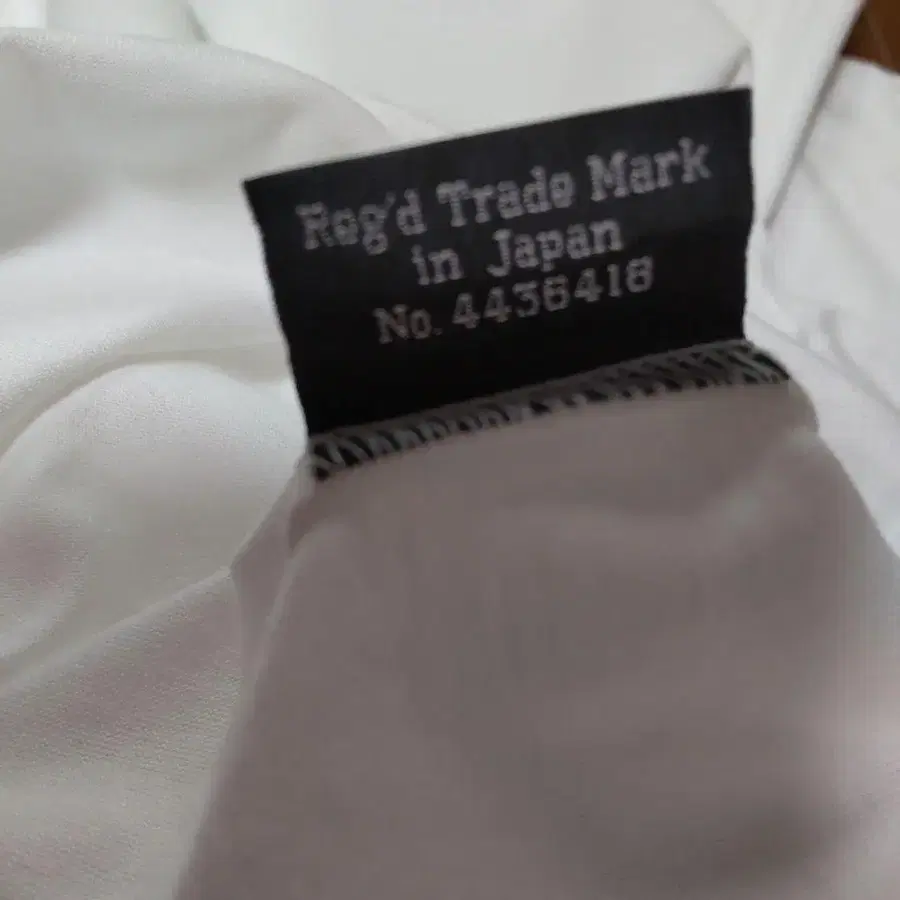 Reg'd Trade Mark
in Japan
No. 4436418